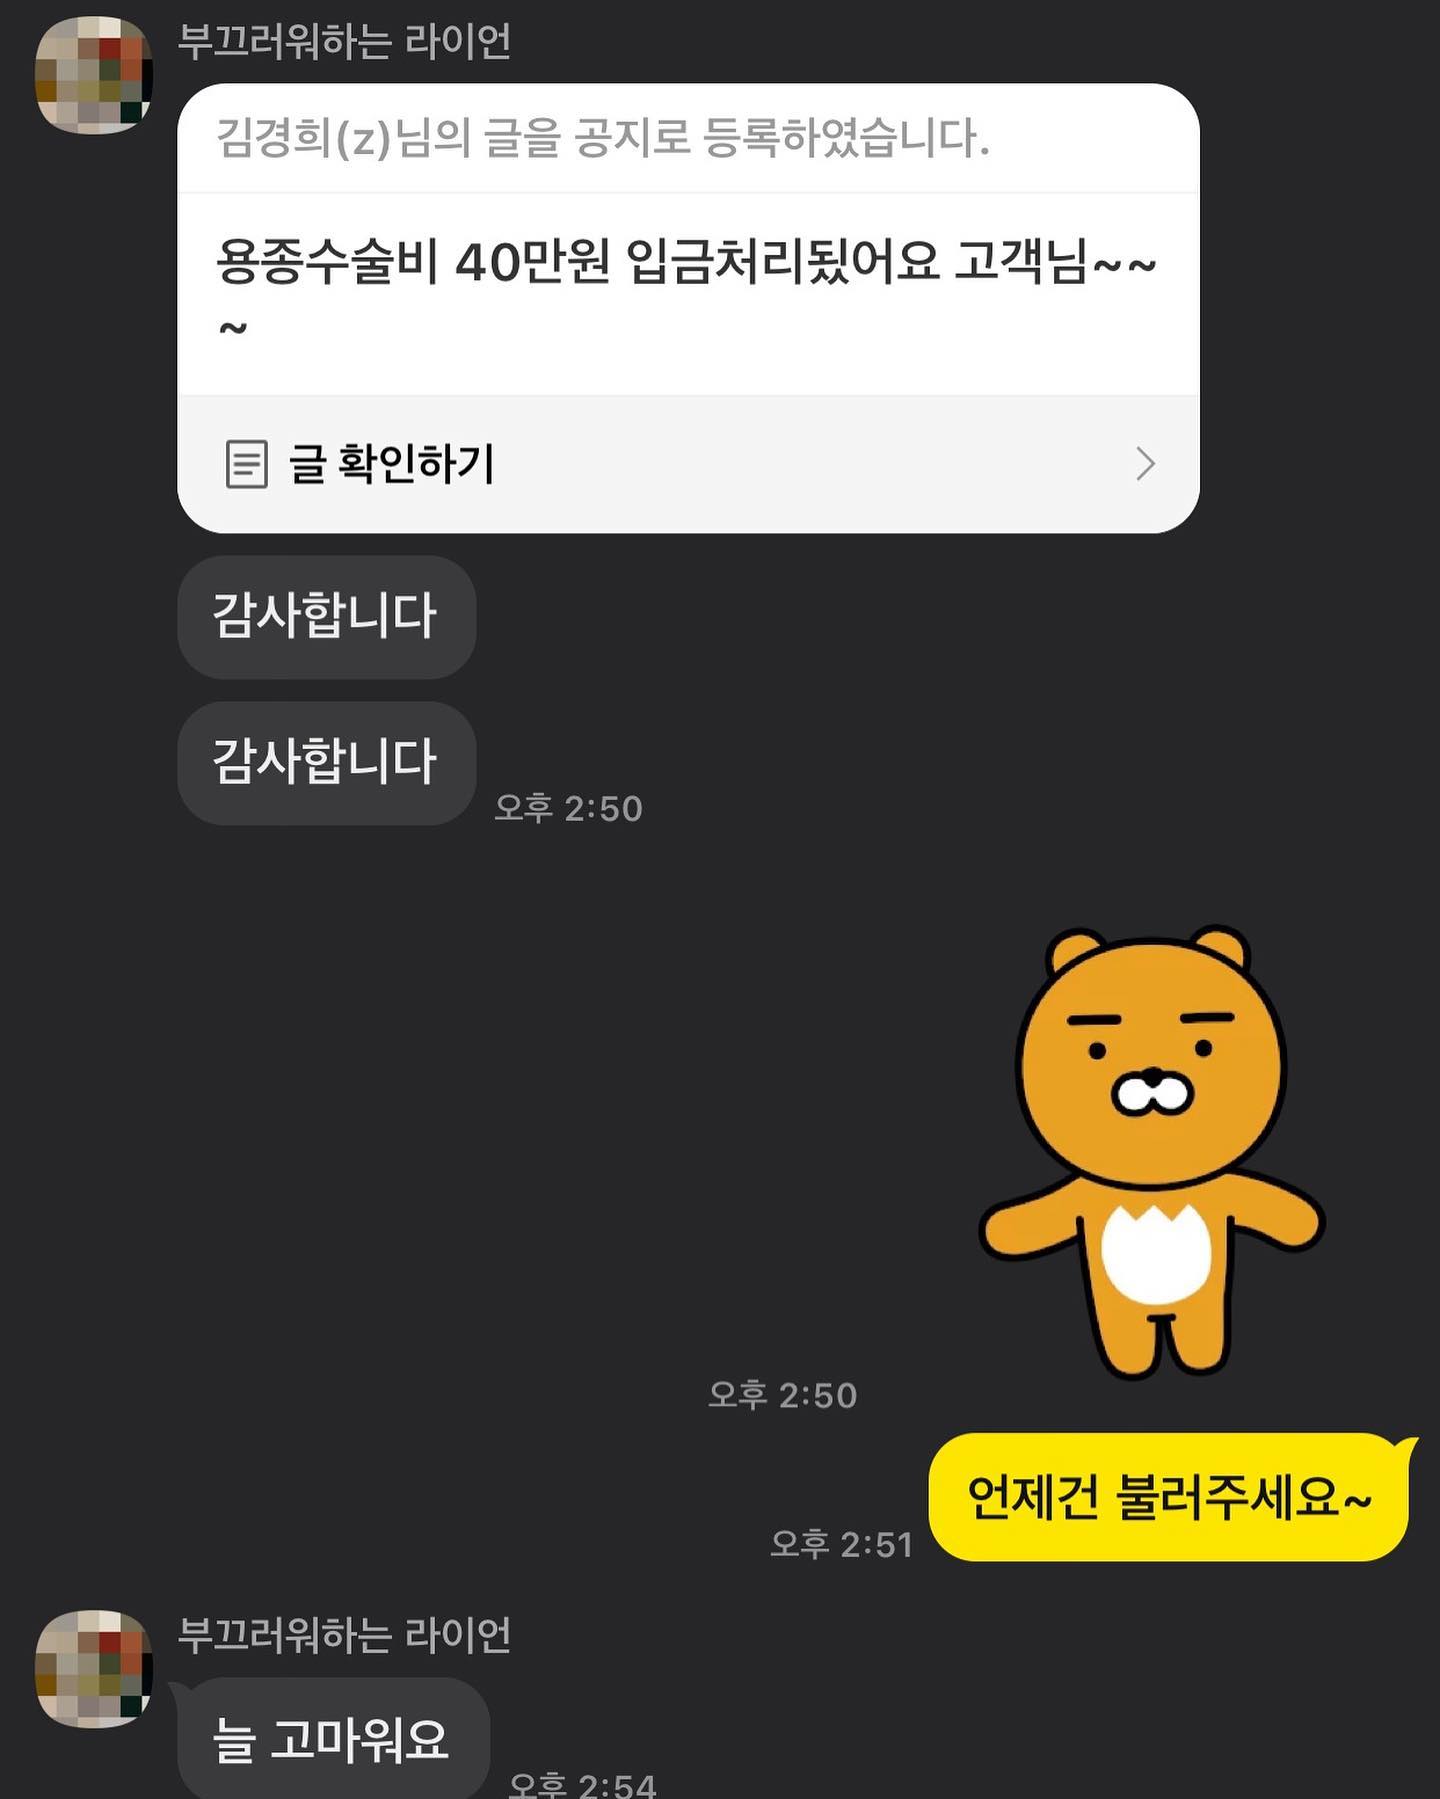 부끄러워하는 라이언
김경희(z)님의 글을 공지로 등록하였습니다.
용종수술비 40만원 입금처리됬어요 고객님~~
~
글 확인하기
감사합니다
감사합니다
오후 2:50
오후 2:50
언제건 불러주세요~
오후 2:51
부끄러워하는 라이언
늘 고마워요
오후 2:54